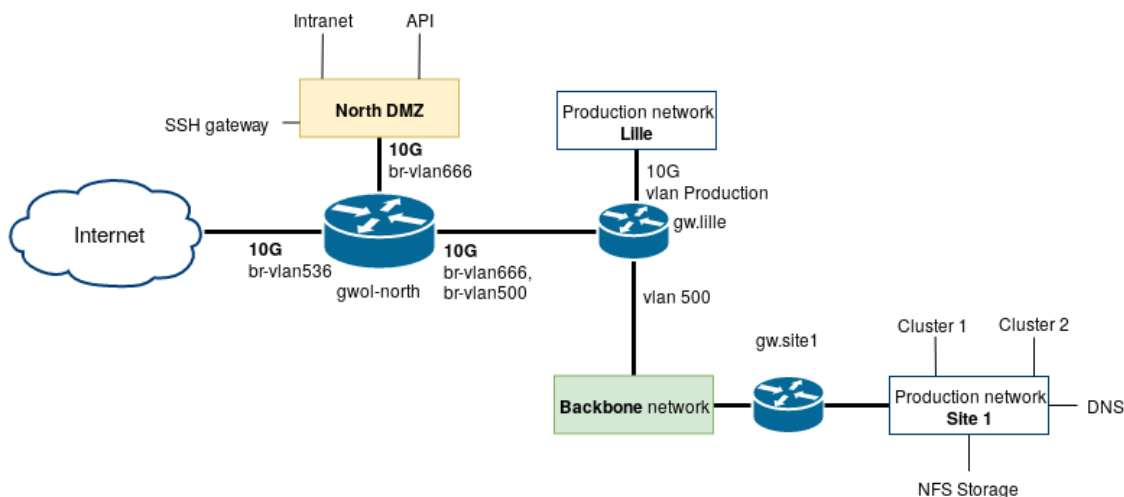 Intranet
API
North DMZ
SSH gateway
10G
br-vlan666
Production network
Lille
10G
vlan Production
gw.lille
Internet
10G
br-vlan536
gwol-north
10G
br-vlan666,
br-vlan500
vlan 500
gw.site1
Cluster 1
Cluster 2
Backbone network
Production network
Site 1
DNS
NFS Storage